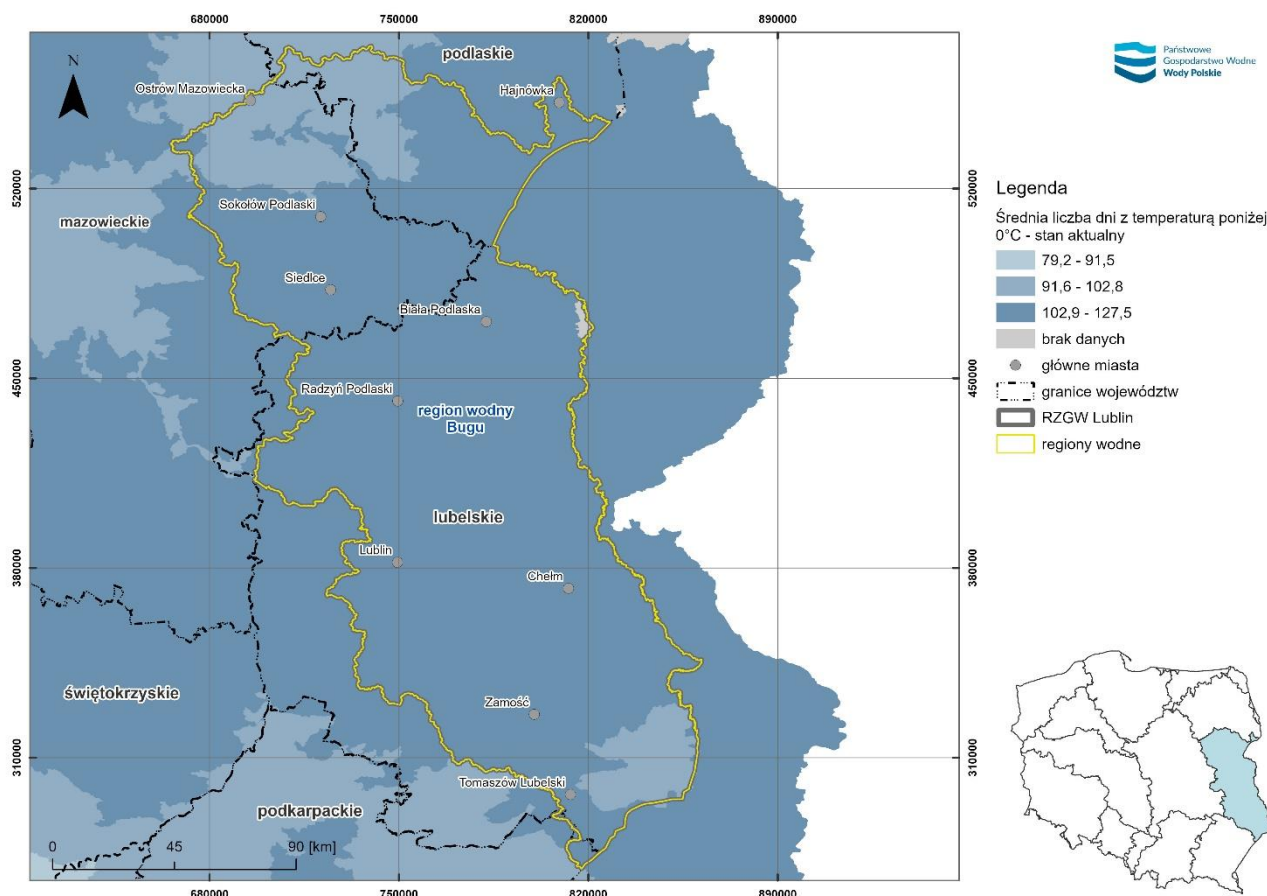 680000
750000
820000
890000
podlaskie
Ostrów Mazowiecka
Hajnówka
520000
520000
mazowieckie
Sokołów Podlaski
Siedlce
Biała Podlaska
450000
450000
Radzyń Podlaski
region wodny
Bugu
lubelskie
Lublin
Chełm
380000
380000
świętokrzyskie
Zamość
310000
310000
Tomaszów Lubelski
podkarpackie
0
45
90 [km]
680000
750000
820000
890000
N
Państwowe
Gospodarstwo Wodne
Wody Polskie
Legenda
Średnia liczba dni z temperaturą poniżej
0°C - stan aktualny
79,2 - 91,5
91,6 - 102,8
102,9 - 127,5
brak danych
główne miasta
granice województw
RZGW Lublin
regiony wodne